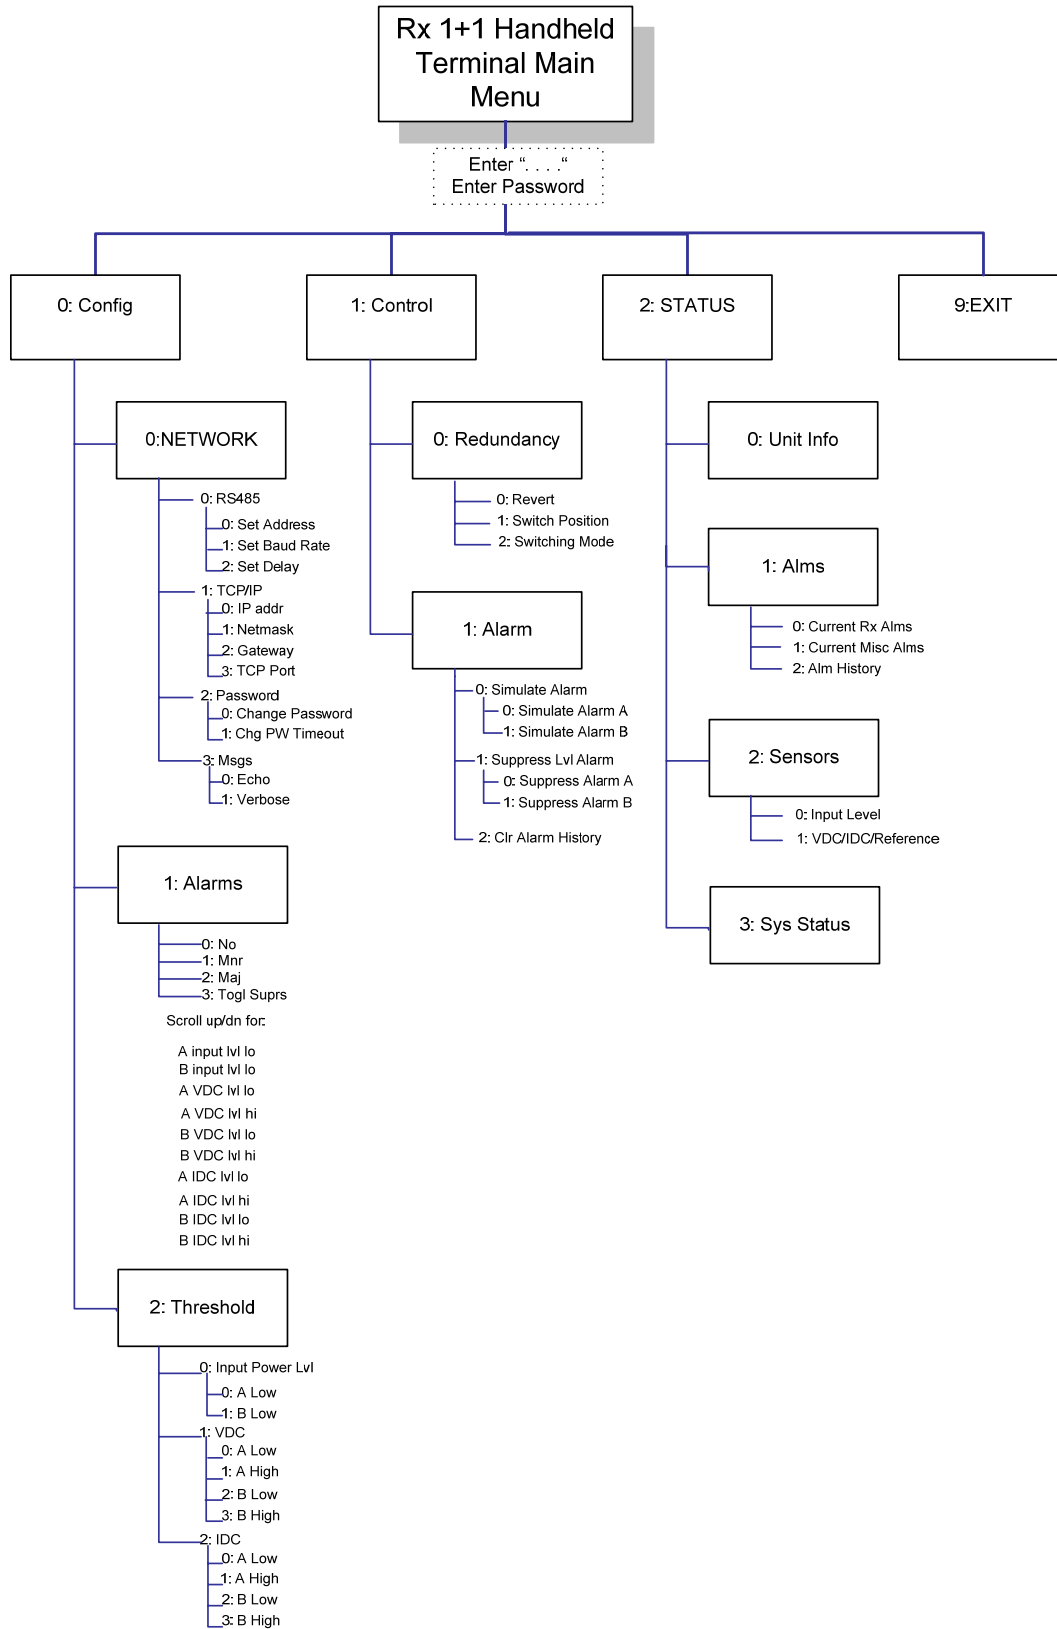 Rx 1+1 Handheld
Terminal Main
Menu
Enter “. . . .“
Enter Password
0: Config
1: Control
2: STATUS
9:EXIT
0:NETWORK
0: RS485
0: Set Address
1: Set Baud Rate
2: Set Delay
1: TCP/IP
0: IP addr
1: Netmask
2: Gateway
3: TCP Port
2: Password
0: Change Password
1: Chg PW Timeout
3: Msgs
0: Echo
1: Verbose
1: Alarms
0: No
1: Mnr
2: Maj
3: Togl Suprs
Scroll up/dn for:
A input lvl lo
B input lvl lo
A VDC lvl lo
A VDC lvl hi
B VDC lvl lo
B VDC lvl hi
A IDC lvl lo
A IDC lvl hi
B IDC lvl lo
B IDC lvl hi
2: Threshold
0: Input Power Lvl
0: A Low
1: B Low
1: VDC
0: A Low
1: A High
2: B Low
3: B High
2: IDC
0: A Low
1: A High
2: B Low
3: B High
0: Redundancy
0: Revert
1: Switch Position
2: Switching Mode
1: Alarm
0: Simulate Alarm
0: Simulate Alarm A
1: Simulate Alarm B
1: Suppress Lvl Alarm
0: Suppress Alarm A
1: Suppress Alarm B
2: Clr Alarm History
0: Unit Info
1: Alms
0: Current Rx Alms
1: Current Misc Alms
2: Alm History
2: Sensors
0: Input Level
1: VDC/IDC/Reference
3: Sys Status